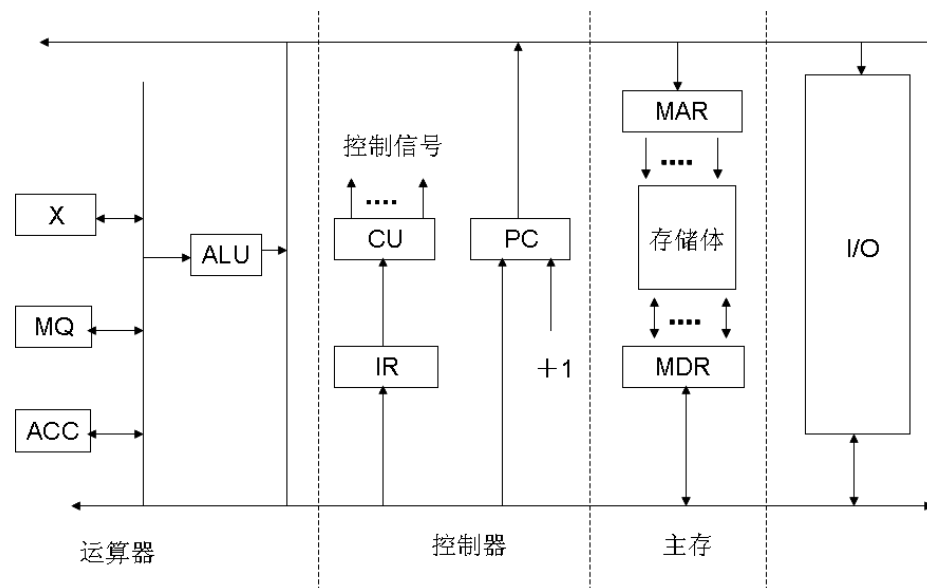 MAR
控制信号
X
CU
PC
存储体
ALU
I/O
MQ
IR
＋1
MDR
ACC
运算器
控制器
主存